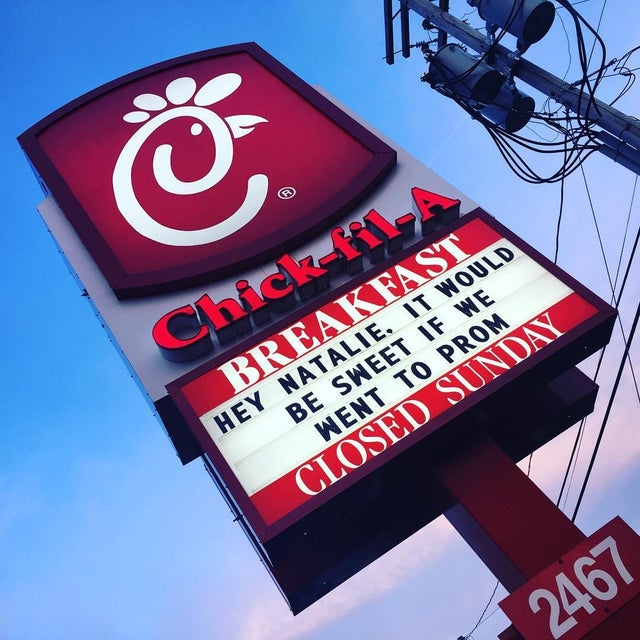 ®
Chick-fil-A
BREAKFAST
HEY NATALIE, IT WOULD
BE SWEET IF WE
WENT TO PROM
CLOSED SUNDAY
2467